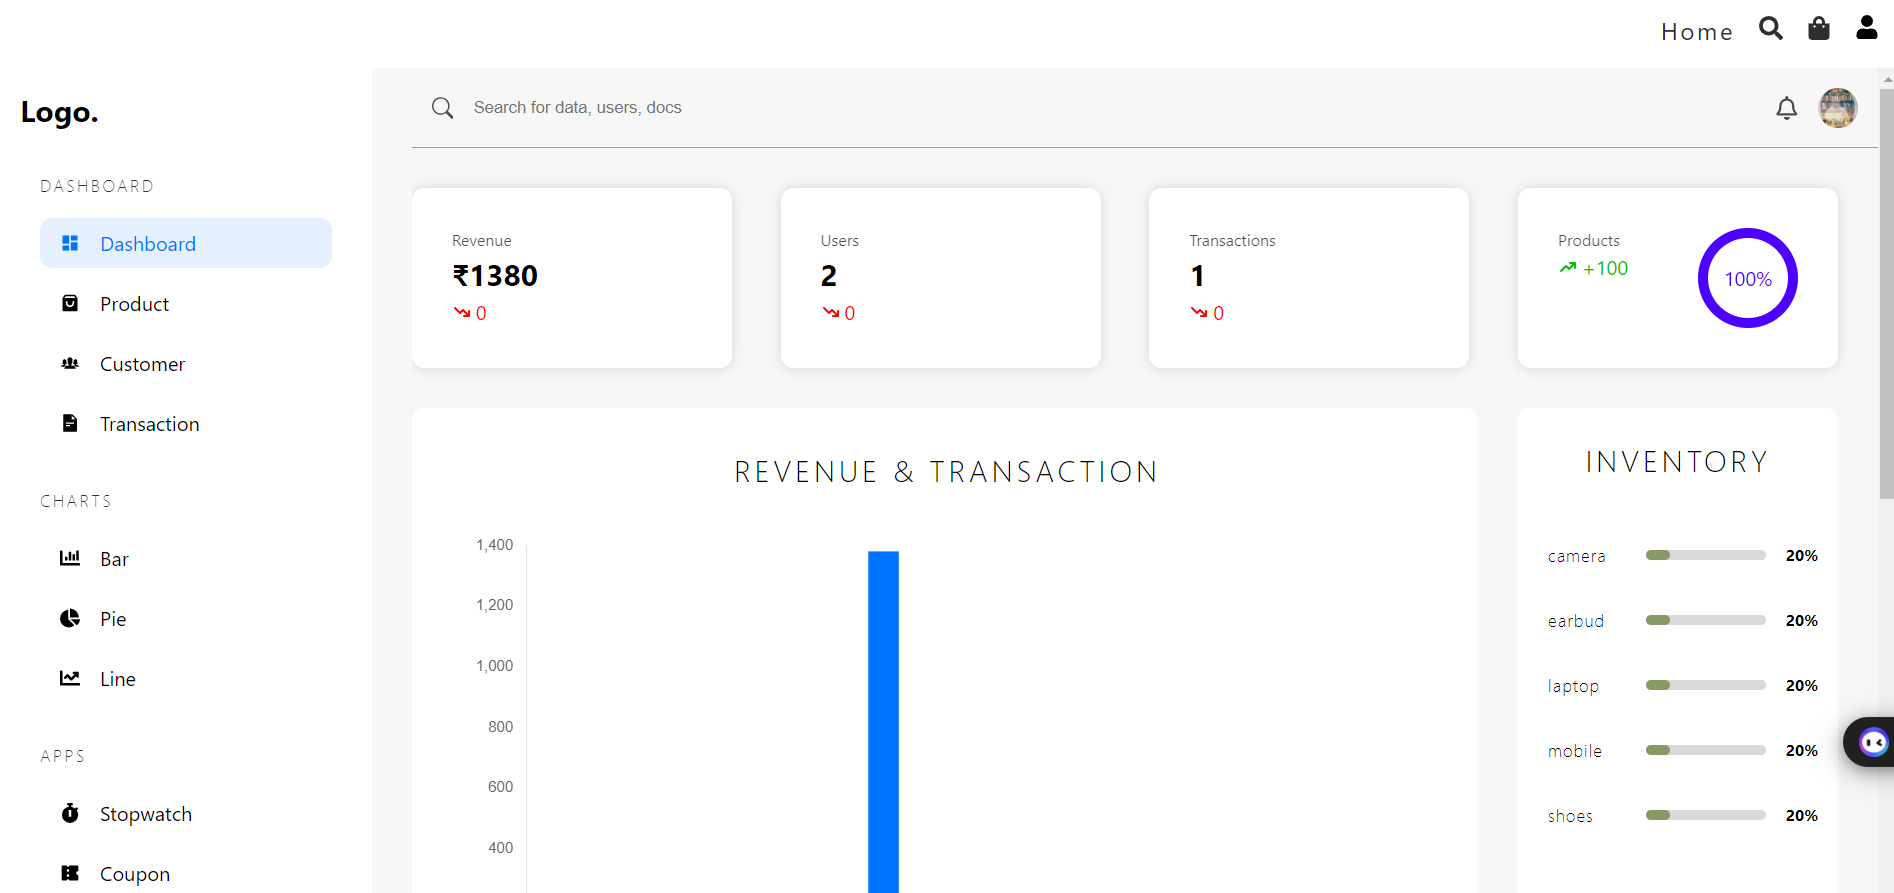 Home
Logo.
Search for data, users, docs
DASHBOARD
Dashboard
Product
Customer
Transaction
CHARTS
Bar
Pie
Line
APPS
Stopwatch
Coupon
Revenue
₹1380
0
Users
2
0
Transactions
1
0
Products
+100
100%
REVENUE & TRANSACTION
1,400
1,200
1,000
800
600
400
INVENTORY
camera 20%
earbud 20%
laptop 20%
mobile 20%
shoes 20%